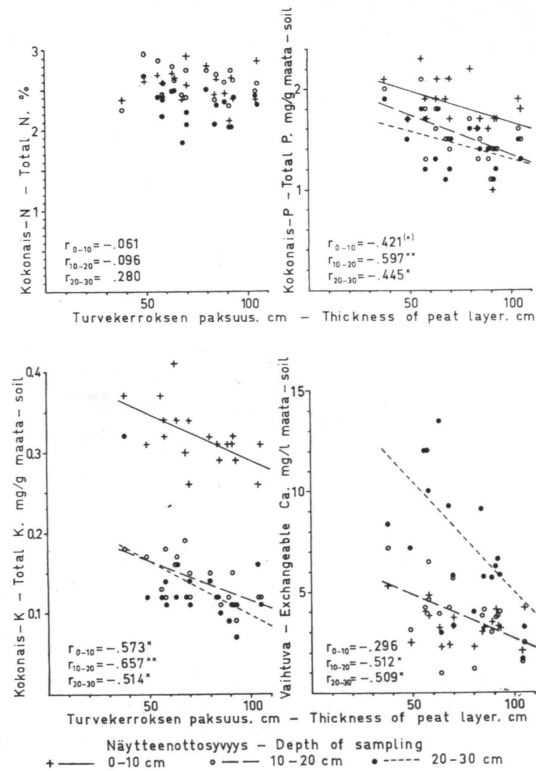 Kokonais-N – Total N. %
3
2
1
50
100
r0-10 = -.061
r10-20 = -.096
r20-30 = .280
Kokonais-P – Total P. mg/g maata – soil
2
1
50
100
r0-10 = -.421(*)
r10-20 = -.597**
r20-30 = -.445*
Turvekerroksen paksuus. cm – Thickness of peat layer. cm
Kokonais-K – Total K. mg/g maata – soil
0.4
0.3
0.2
0.1
50
100
r0-10 = -.573*
r10-20 = -.657**
r20-30 = -.514*
Vaihtuva – Exchangeable Ca, mg/l maata – soil
15
10
5
50
100
r0-10 = -.296
r10-20 = -.512*
r20-30 = -.509*
Turvekerroksen paksuus. cm – Thickness of peat layer. cm
Näytteenottosyvyys – Depth of sampling
0-10 cm
10-20 cm
20-30 cm